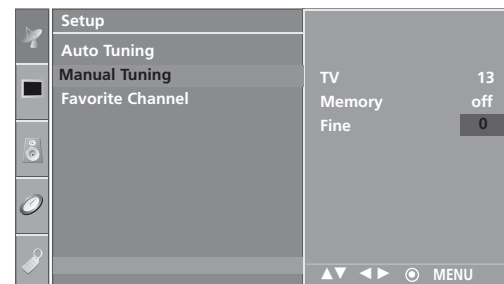 Setup
Auto Tuning
Manual Tuning
Favorite Channel
TV 13
Memory off
Fine 0
▲▼ ◀▶ ◉ MENU